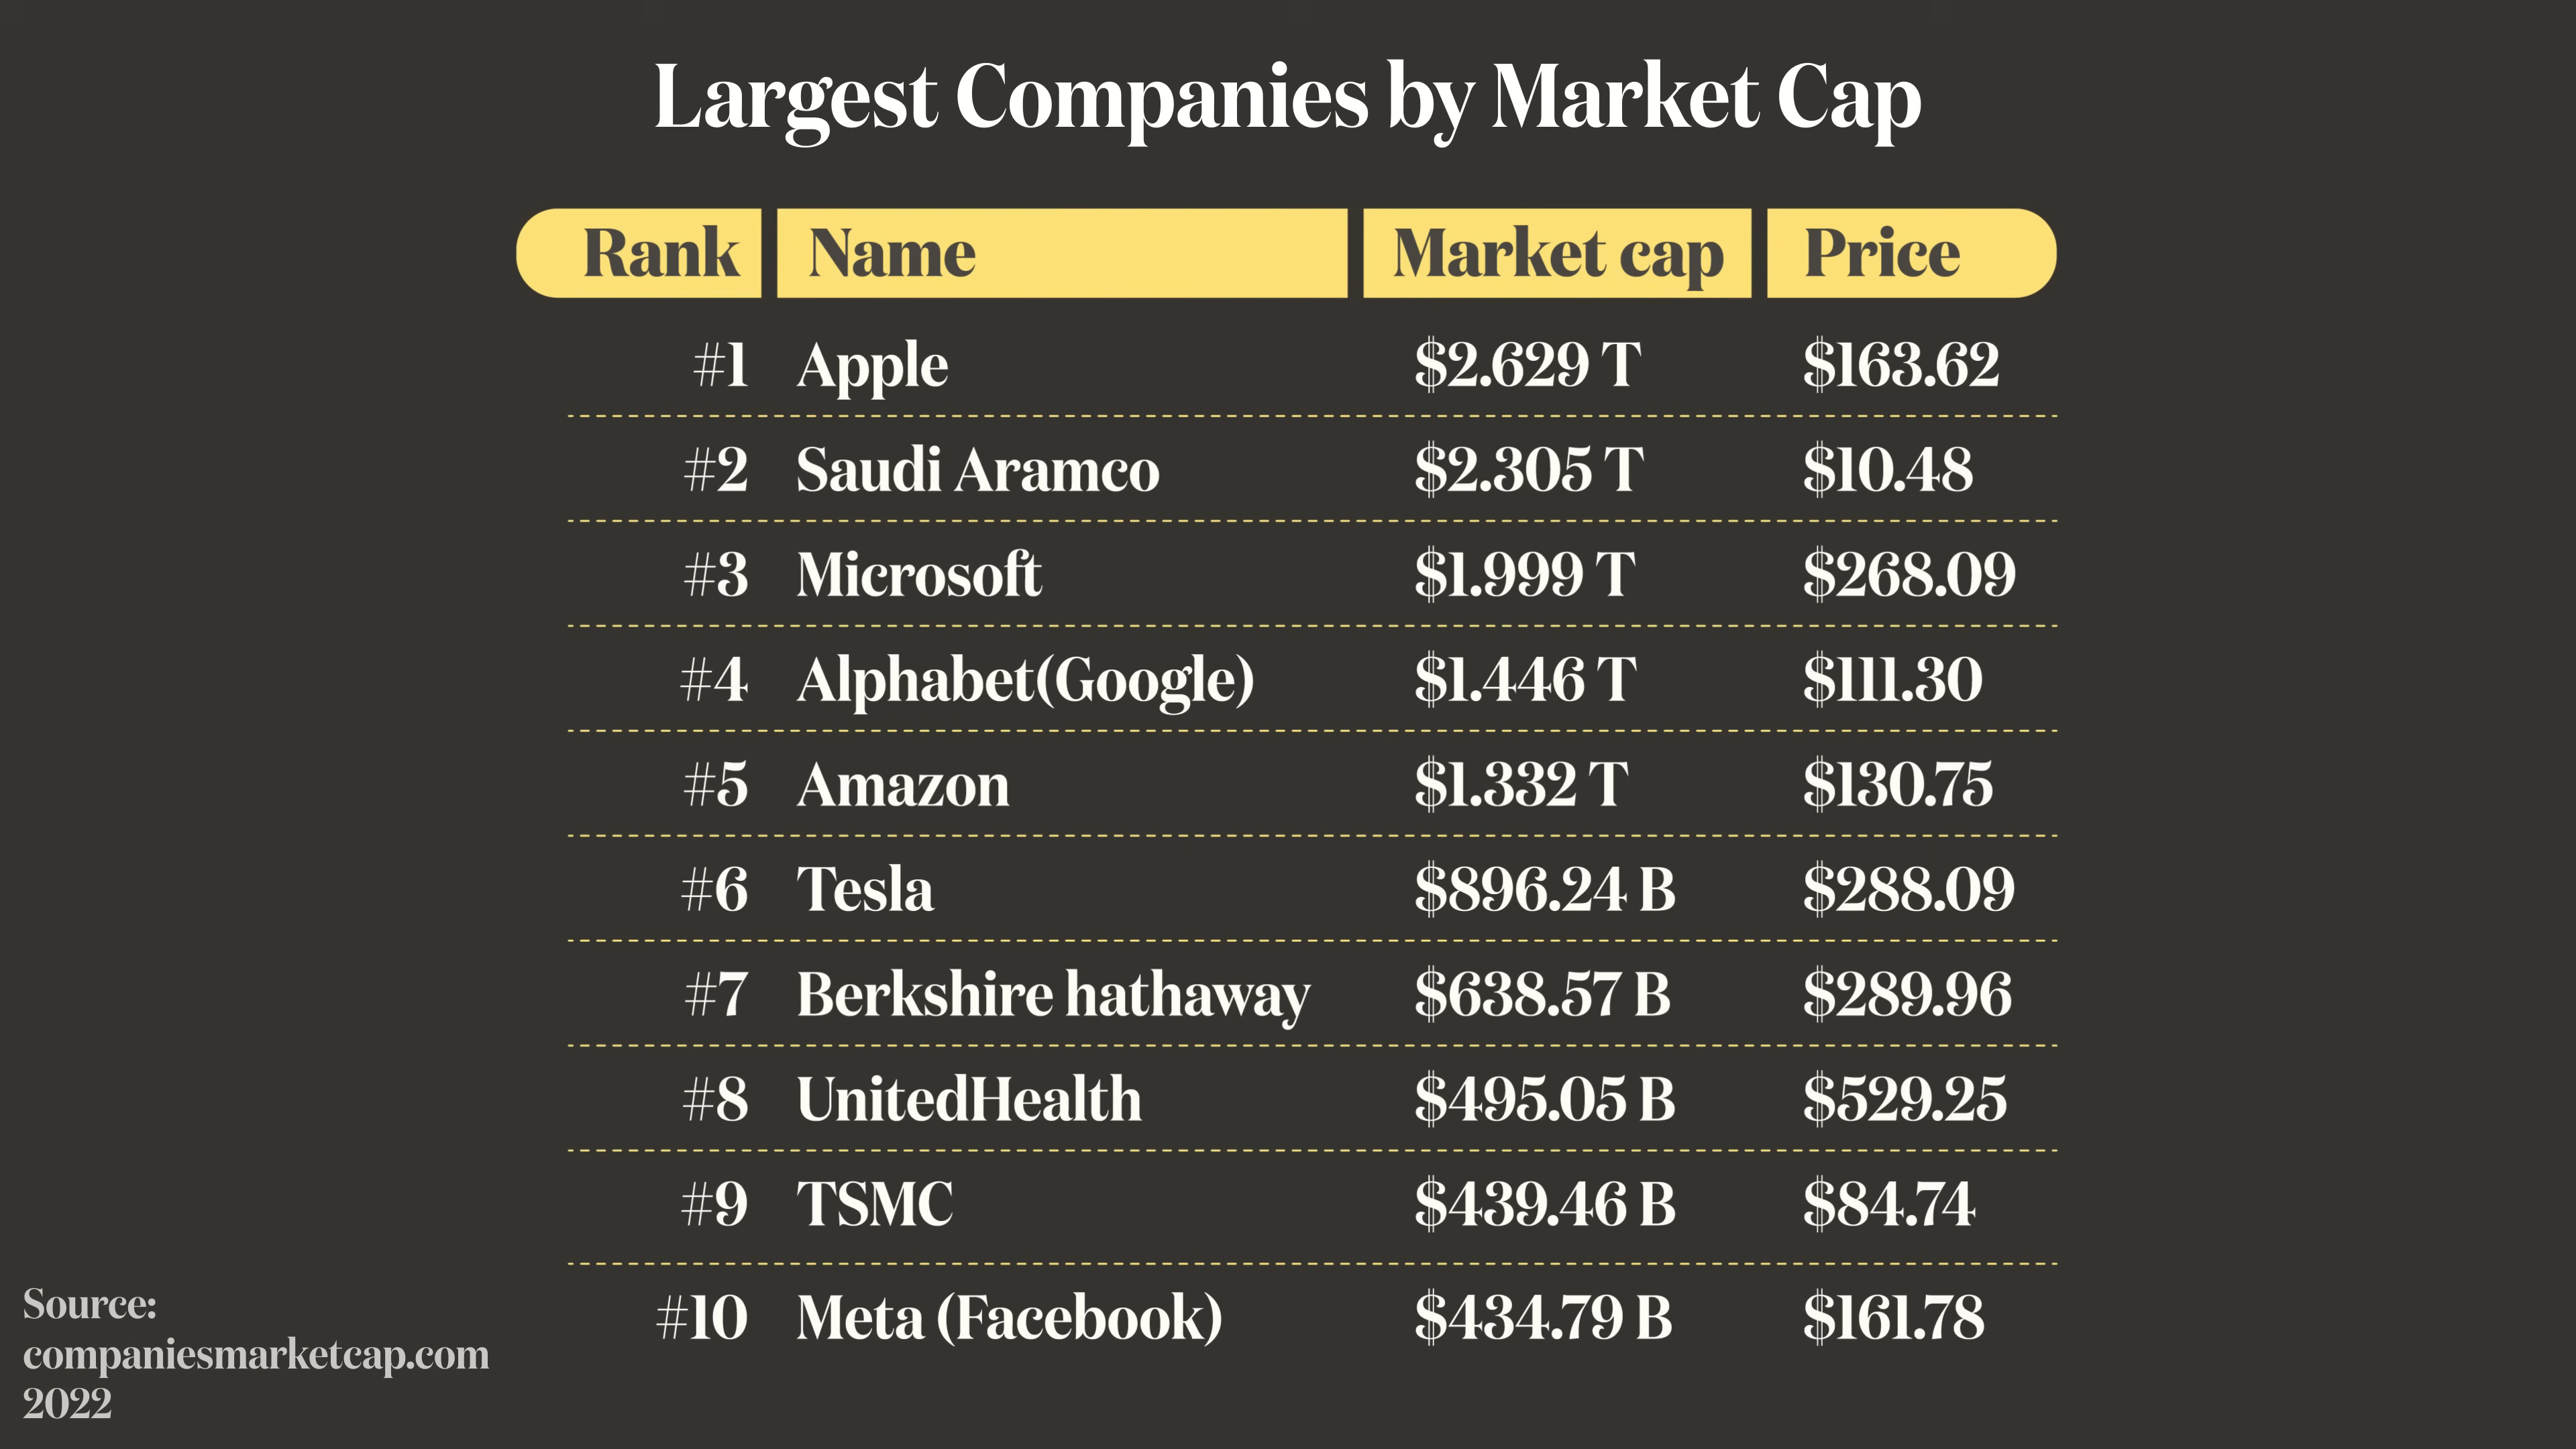 Largest Companies by Market Cap
Rank Name Market cap Price
#1 Apple $2.629 T $163.62
#2 Saudi Aramco $2.305 T $10.48
#3 Microsoft $1.999 T $268.09
#4 Alphabet(Google) $1.446 T $111.30
#5 Amazon $1.332 T $130.75
#6 Tesla $896.24 B $288.09
#7 Berkshire hathaway $638.57 B $289.96
#8 UnitedHealth $495.05 B $529.25
#9 TSMC $439.46 B $84.74
#10 Meta (Facebook) $434.79 B $161.78
Source:
companiesmarketcap.com
2022